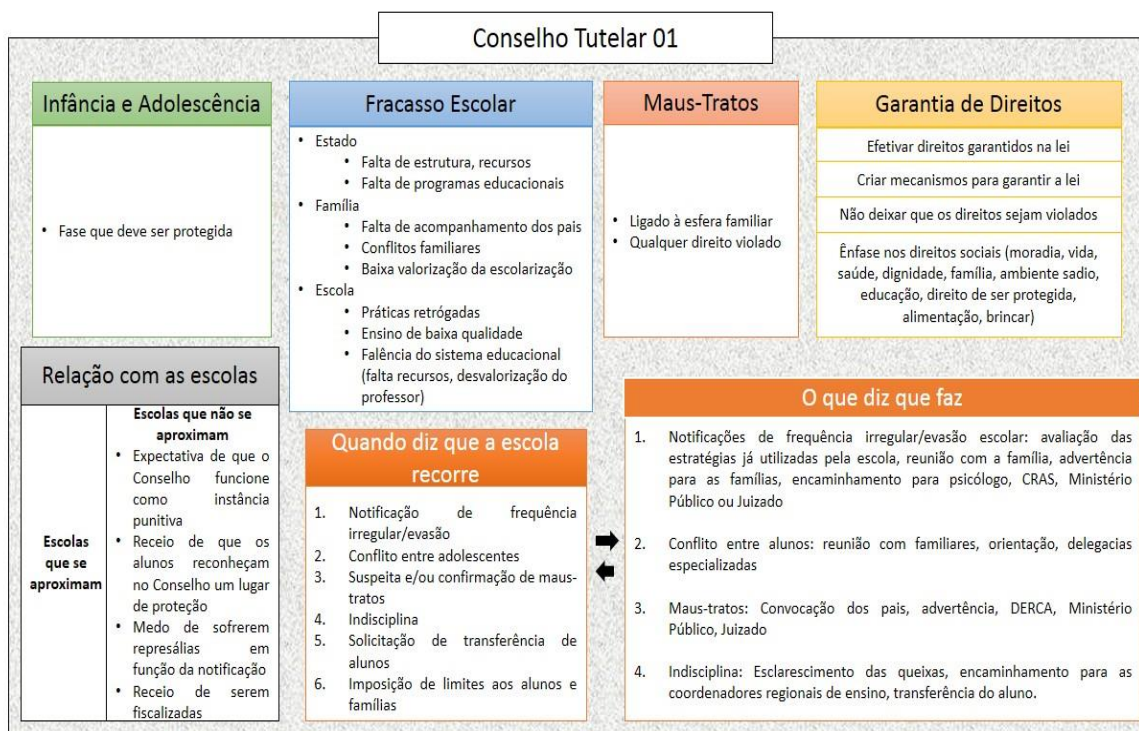 Conselho Tutelar 01
Infância e Adolescência
• Fase que deve ser protegida
Fracasso Escolar
• Estado
• Falta de estrutura, recursos
• Falta de programas educacionais
• Família
• Falta de acompanhamento dos pais
• Conflitos familiares
• Baixa valorização da escolarização
• Escola
• Práticas retrógadas
• Ensino de baixa qualidade
• Falência do sistema educacional
(falta recursos, desvalorização do
professor)
Maus-Tratos
• Ligado à esfera familiar
• Qualquer direito violado
Garantia de Direitos
Efetivar direitos garantidos na lei
Criar mecanismos para garantir a lei
Não deixar que os direitos sejam violados
Ênfase nos direitos sociais (moradia, vida,
saúde, dignidade, família, ambiente sadio,
educação, direito de ser protegida,
alimentação, brincar)
Relação com as escolas
Escolas
que se
aproximam
Escolas que não se
aproximam
• Expectativa de que o
Conselho funcione
como instância
punitiva
• Receio de que os
alunos reconheçam
no Conselho um lugar
de proteção
• Medo de sofrerem
represálias em
função da notificação
• Receio de serem
fiscalizadas
Quando diz que a escola
recorre
1. Notificação de frequência
irregular/evasão
2. Conflito entre adolescentes
3. Suspeita e/ou confirmação de maus-
tratos
4. Indisciplina
5. Solicitação de transferência de
alunos
6. Imposição de limites aos alunos e
famílias
O que diz que faz
1. Notificações de frequência irregular/evasão escolar: avaliação das
estratégias já utilizadas pela escola, reunião com a família, advertência
para as famílias, encaminhamento para psicólogo, CRAS, Ministério
Público ou Juizado
2. Conflito entre alunos: reunião com familiares, orientação, delegacias
especializadas
3. Maus-tratos: Convocação dos pais, advertência, DERCA, Ministério
Público, Juizado
4. Indisciplina: Esclarescimento das queixas, encaminhamento para as
coordenadores regionais de ensino, transferência do aluno.